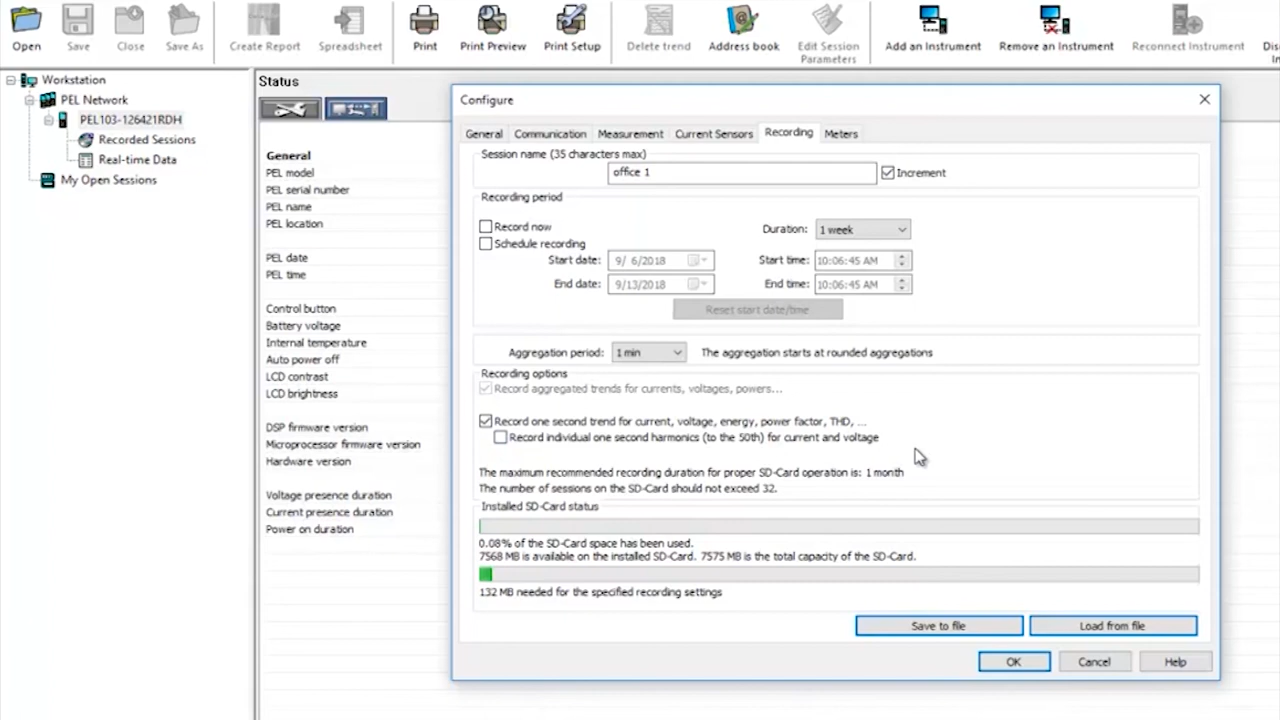 Open Save Close Save As Create Report Spreadsheet Print Print Preview Print Setup Delete trend Address book Edit Session Parameters Add an Instrument Remove an Instrument Reconnect Instrument
Workstation
PEL Network
PEL103-126421RDH
Recorded Sessions
Real-time Data
My Open Sessions
Status
General
PEL model
PEL serial number
PEL name
PEL location
PEL date
PEL time
Control button
Battery voltage
Internal temperature
Auto power off
LCD contrast
LCD brightness
DSP firmware version
Microprocessor firmware version
Hardware version
Voltage presence duration
Current presence duration
Power on duration
Configure
General Communication Measurement Current Sensors Recording Meters
Session name (35 characters max)
office 1 Increment
Recording period
Record now Duration: 1 week
Schedule recording
Start date: 9/ 6/2018 Start time: 10:06:45 AM
End date: 9/13/2018 End time: 10:06:45 AM
Reset start date/time
Aggregation period: 1 min The aggregation starts at rounded aggregations
Recording options
Record aggregated trends for currents, voltages, powers...
Record one second trend for current, voltage, energy, power factor, THD, ...
Record individual one second harmonics (to the 50th) for current and voltage
The maximum recommended recording duration for proper SD-Card operation is: 1 month
The number of sessions on the SD-Card should not exceed 32.
Installed SD-Card status
0.08% of the SD-Card space has been used.
7568 MB is available on the installed SD-Card. 7575 MB is the total capacity of the SD-Card.
132 MB needed for the specified recording settings
Save to file Load from file
OK Cancel Help